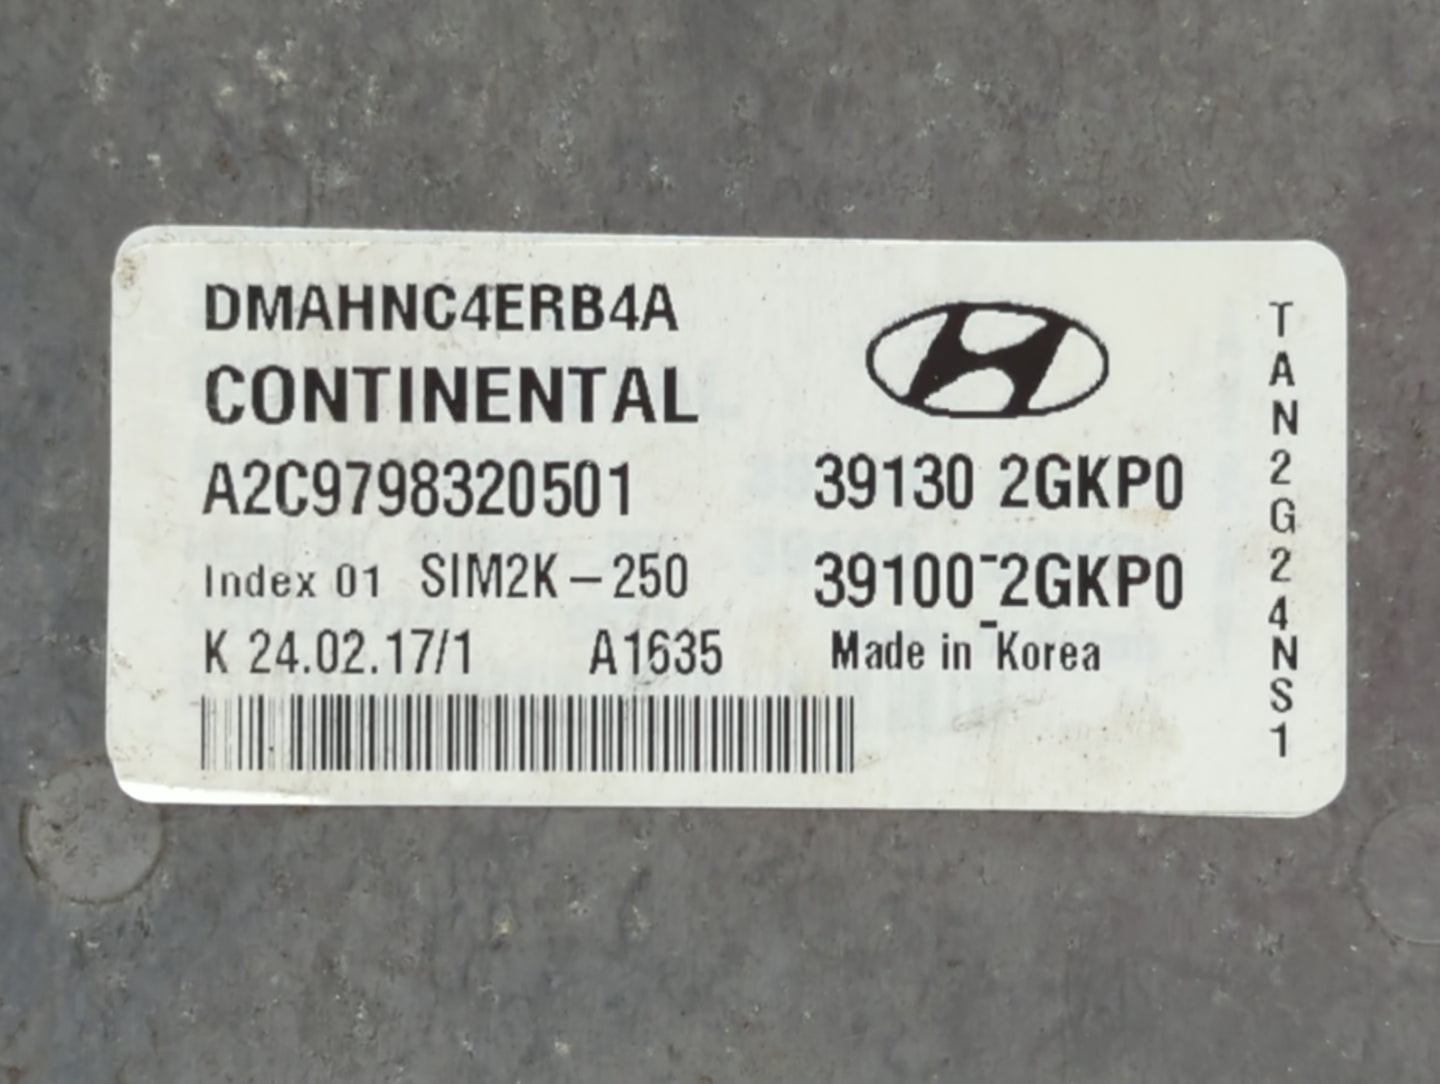 DMAHNC4ERB4A
CONTINENTAL
A2C9798320501
Index 01 SIM2K-250
K 24.02.17/1 A1635
39130 2GKP0
39100-2GKP0
Made in Korea
TAN2G24NS1